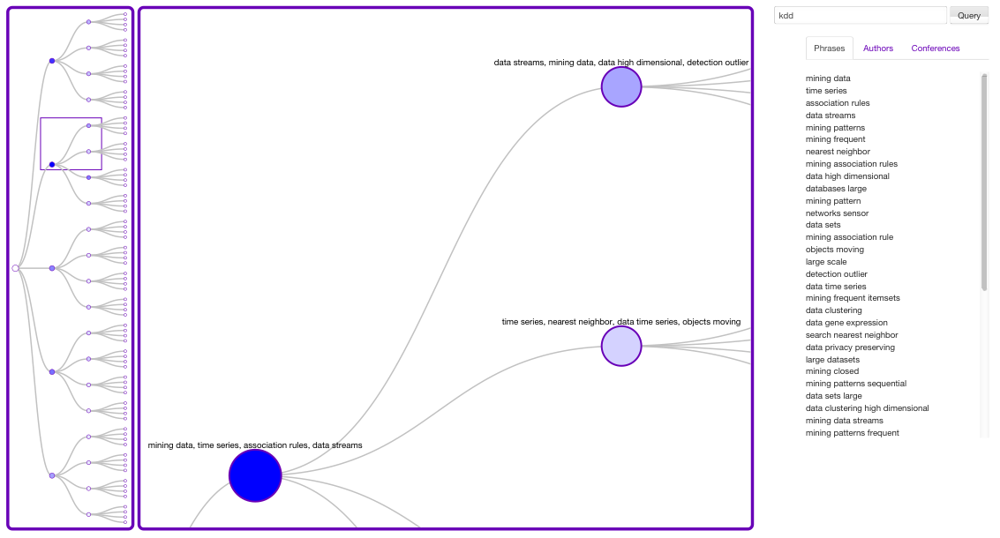 kdd
Query
Phrases
Authors
Conferences
data streams, mining data, data high dimensional, detection outlier
time series, nearest neighbor, data time series, objects moving
mining data, time series, association rules, data streams
mining data
time series
association rules
data streams
mining patterns
mining frequent
nearest neighbor
mining association rules
data high dimensional
databases large
mining pattern
networks sensor
data sets
mining association rule
objects moving
large scale
detection outlier
data time series
mining frequent itemsets
data clustering
data gene expression
search nearest neighbor
data privacy preserving
large datasets
mining closed
mining patterns sequential
data sets large
data clustering high dimensional
mining data streams
mining patterns frequent